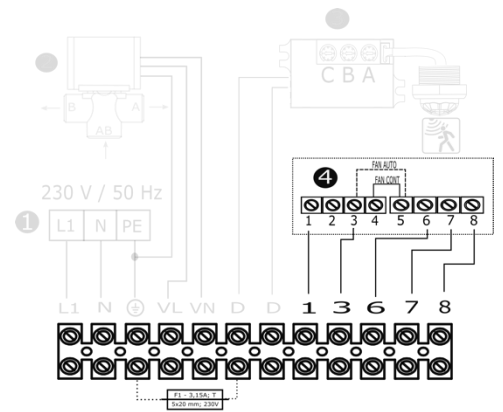 C B A
B A
AB
4
FAN AUTO
FAN CONT
230 V / 50 Hz
1
L1 N PE
1 2 3 4 5 6 7 8
L1 N VL VN D D 1 3 6 7 8
F1 - 3,15A; T
5x20 mm; 230V